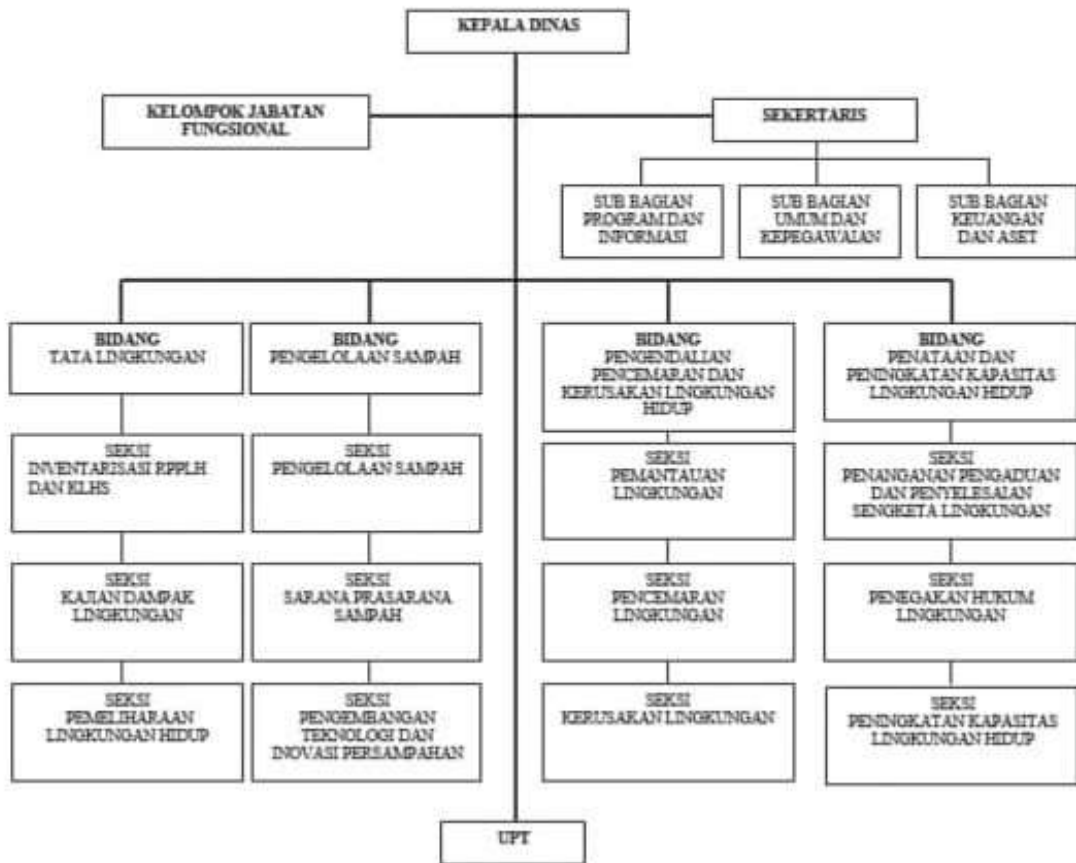 KEPALA DINAS
KELOMPOK JABATAN
FUNGSIONAL
SEKERTARIS
SUB BAGIAN
PROGRAM DAN
INFORMASI
SUB BAGIAN
UMUM DAN
KEPEGAWAIAN
SUB BAGIAN
KEUANGAN
DAN ASET
BIDANG
TATA LINGKUNGAN
BIDANG
PENGELOLAAN SAMPAH
BIDANG
PENGENDALIAN
PENCEMARAN DAN
KERUSAKAN LINGKUNGAN
HIDUP
BIDANG
PENATAAN DAN
PENINGKATAN KAPASITAS
LINGKUNGAN HIDUP
SEKSI
INVENTARISASI RPPLH
DAN KLHS
SEKSI
PENGELOLAAN SAMPAH
SEKSI
PEMANTAUAN
LINGKUNGAN
SEKSI
PENANGANAN PENGADUAN
DAN PENYELESAIAN
SENGKETA LINGKUNGAN
SEKSI
KAJIAN DAMPAK
LINGKUNGAN
SEKSI
SARANA PRASARANA
SAMPAH
SEKSI
PENCEMARAN
LINGKUNGAN
SEKSI
PENEGAKAN HUKUM
LINGKUNGAN
SEKSI
PEMELIHARAAN
LINGKUNGAN HIDUP
SEKSI
PENGEMBANGAN
TEKNOLOGI DAN
INOVASI PERSAMPAHAN
SEKSI
KERUSAKAN LINGKUNGAN
SEKSI
PENINGKATAN KAPASITAS
LINGKUNGAN HIDUP
UPT